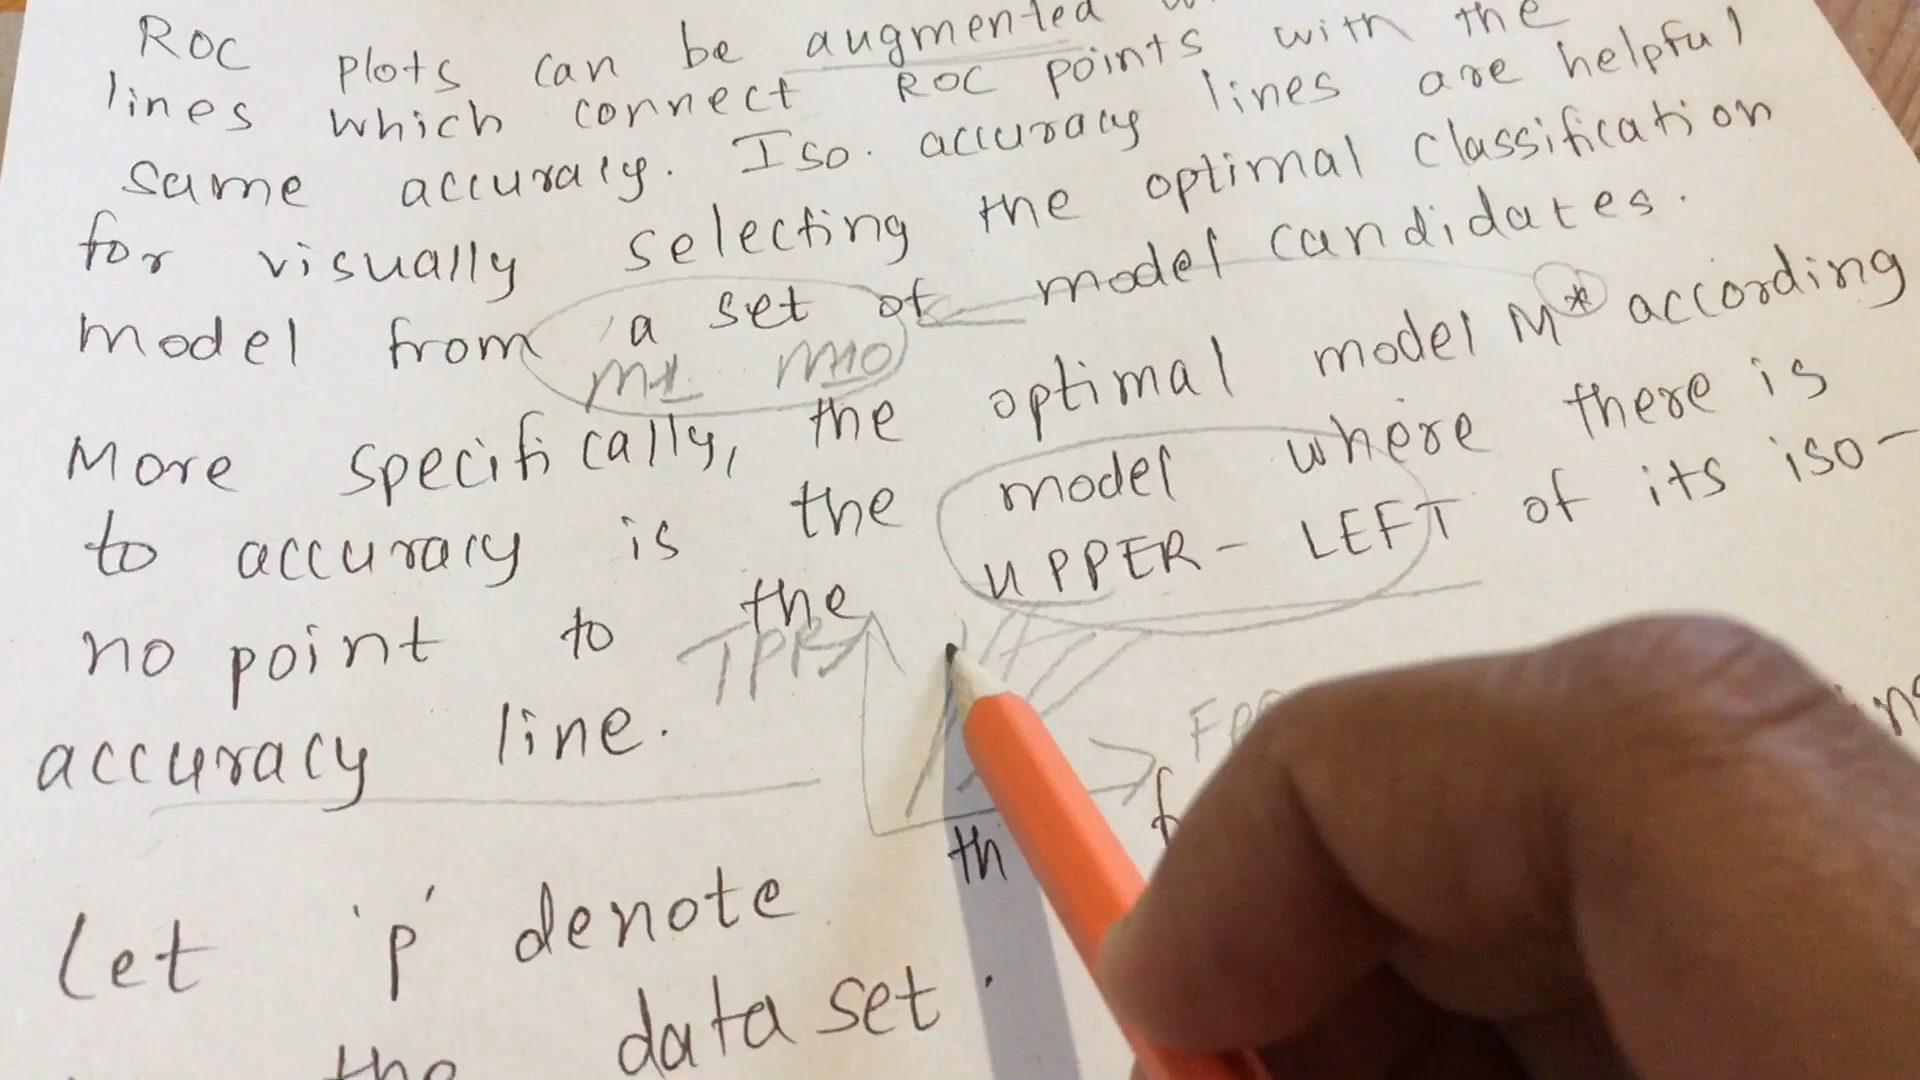 ROC plots can be augmented
lines which connect ROC points with the
same accuracy. Iso. accuracy lines are helpful
for visually selecting the optimal classification
model from a set of model candidates.
M1 M10
More specifically, the optimal model M* according
to accuracy is the model where there is
no point to the UPPER - LEFT of its iso-
TPR
accuracy line.
th
Let 'p' denote
the data set.